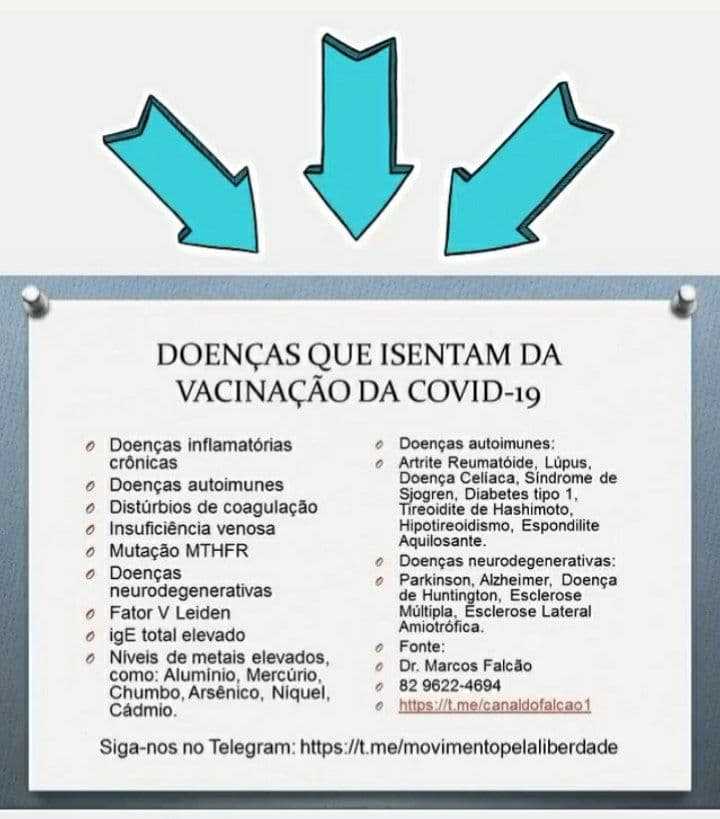 DOENÇAS QUE ISENTAM DA
VACINAÇÃO DA COVID-19
Doenças inflamatórias
crônicas
Doenças autoimunes
Distúrbios de coagulação
Insuficiência venosa
Mutação MTHFR
Doenças
neurodegenerativas
Fator V Leiden
igE total elevado
Níveis de metais elevados,
como: Alumínio, Mercúrio,
Chumbo, Arsênico, Niquel,
Cádmio.
Doenças autoimunes:
Artrite Reumatóide, Lúpus,
Doença Celíaca, Síndrome de
Sjogren, Diabetes tipo 1,
Tireoidite de Hashimoto,
Hipotireoidismo, Espondilite
Aquilosante.
Doenças neurodegenerativas:
Parkinson, Alzheimer, Doença
de Huntington, Esclerose
Múltipla, Esclerose Lateral
Amiotrófica.
Fonte:
Dr. Marcos Falcão
82 9622-4694
https://t.me/canaldofalcao1
Siga-nos no Telegram: https://t.me/movimentopelaliberdade